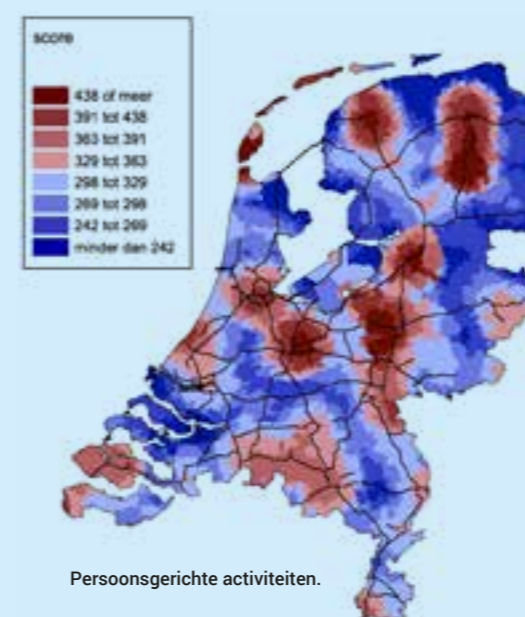 score
438 of meer
391 tot 438
363 tot 391
329 tot 363
298 tot 329
269 tot 298
242 tot 269
minder dan 242
Persoonsgerichte activiteiten.